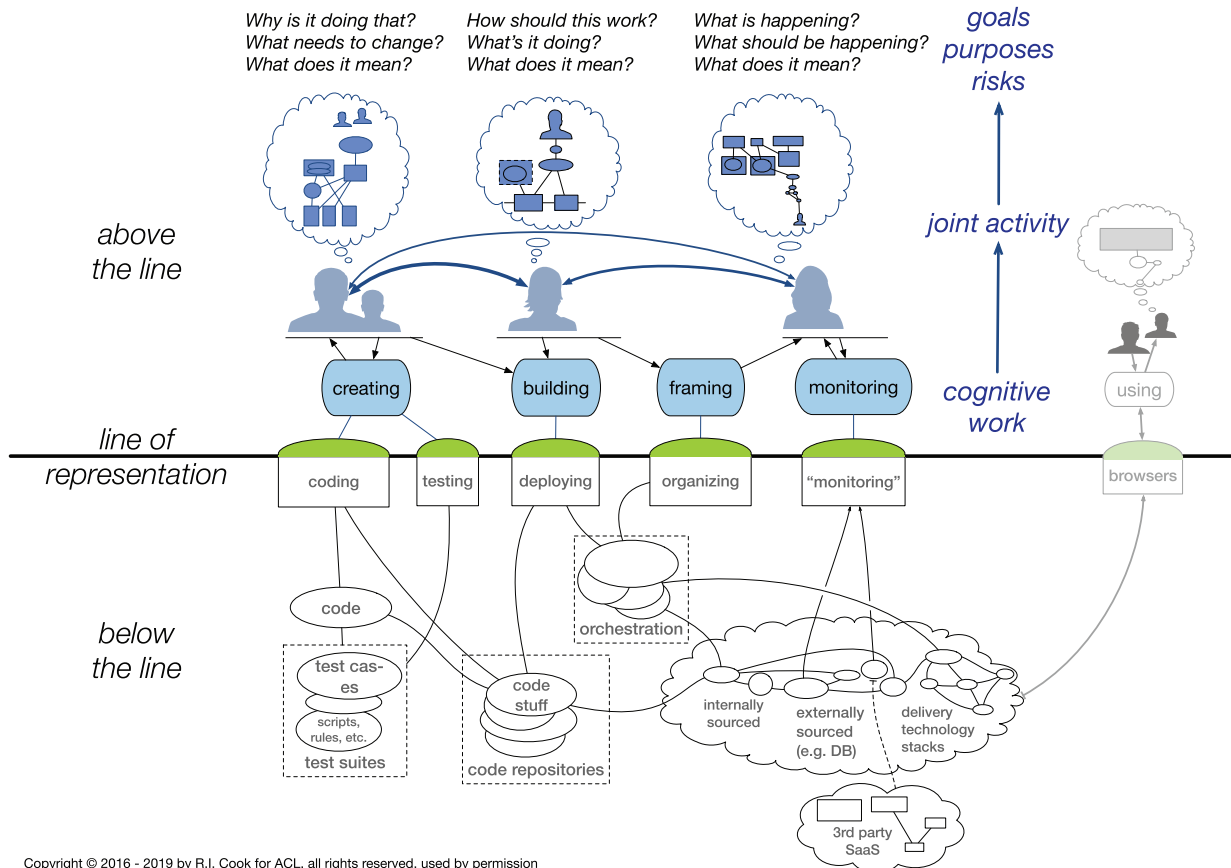 Why is it doing that?
What needs to change?
What does it mean?
How should this work?
What's it doing?
What does it mean?
What is happening?
What should be happening?
What does it mean?
goals
purposes
risks
above
the line
joint activity
creating
building
framing
monitoring
cognitive
work
using
line of
representation
coding
testing
deploying
organizing
“monitoring”
browsers
below
the line
code
test cas-
es
scripts,
rules, etc.
test suites
code
stuff
code repositories
orchestration
internally
sourced
externally
sourced
(e.g. DB)
delivery
technology
stacks
3rd party
SaaS
Copyright © 2016 - 2019 by R.I. Cook for ACL, all rights reserved, used by permission